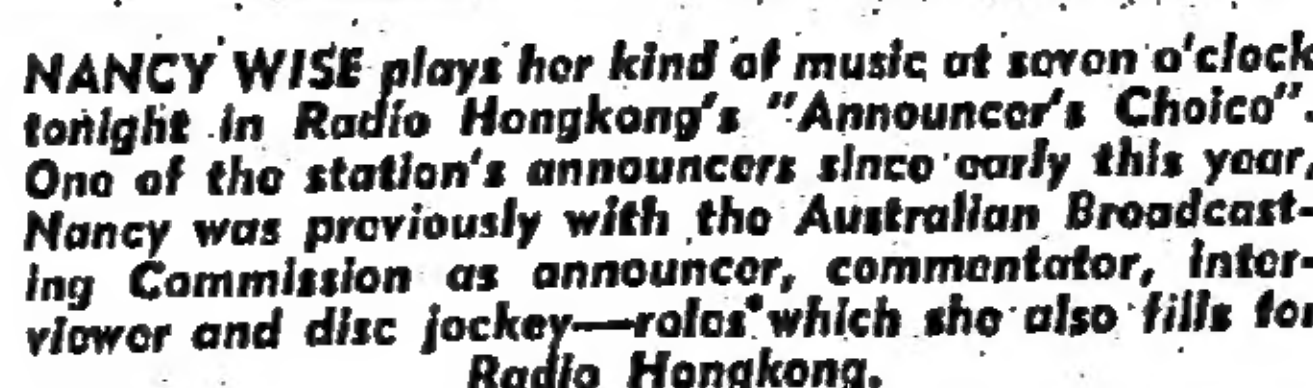 NANCY WISE plays her kind of music at seven o'clock
tonight in Radio Hongkong's "Announcer's Choice".
One of the station's announcers since early this year,
Nancy was previously with the Australian Broadcast-
ing Commission as announcer, commentator, inter-
viewer and disc jockey—roles which she also fills for
Radio Hongkong.